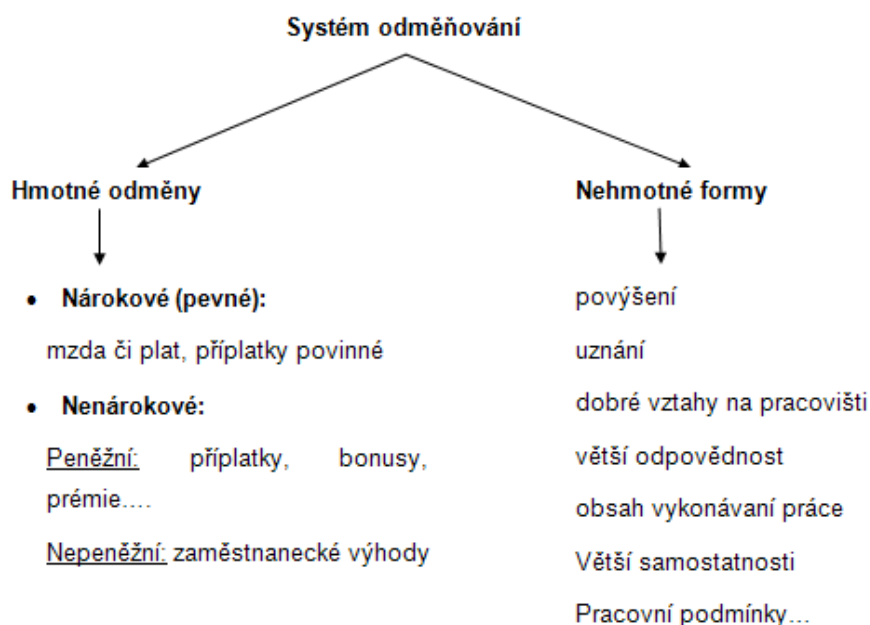 Systém odměňování
Hmotné odměny
• Nárokové (pevné):
mzda či plat, příplatky povinné
• Nenárokové:
Peněžní: příplatky, bonusy,
prémie....
Nepeněžní: zaměstnanecké výhody
Nehmotné formy
povýšení
uznání
dobré vztahy na pracovišti
větší odpovědnost
obsah vykonávaní práce
Větší samostatnosti
Pracovní podmínky...